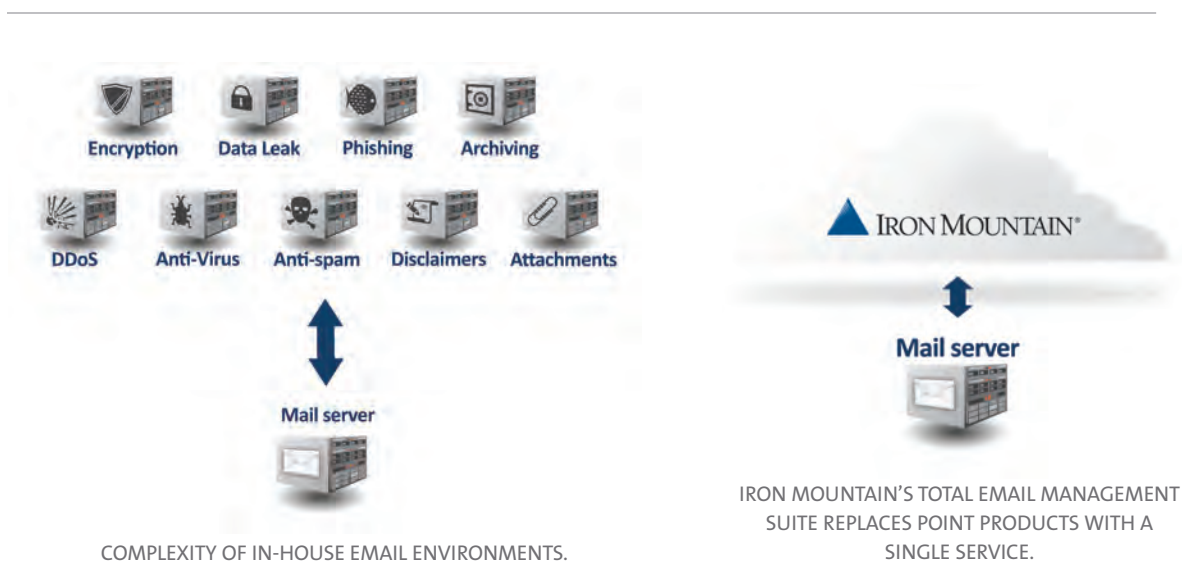 Encryption Data Leak Phishing Archiving
DDoS Anti-Virus Anti-spam Disclaimers Attachments
Mail server
COMPLEXITY OF IN-HOUSE EMAIL ENVIRONMENTS.
IRON MOUNTAIN®
Mail server
IRON MOUNTAIN’S TOTAL EMAIL MANAGEMENT
SUITE REPLACES POINT PRODUCTS WITH A
SINGLE SERVICE.